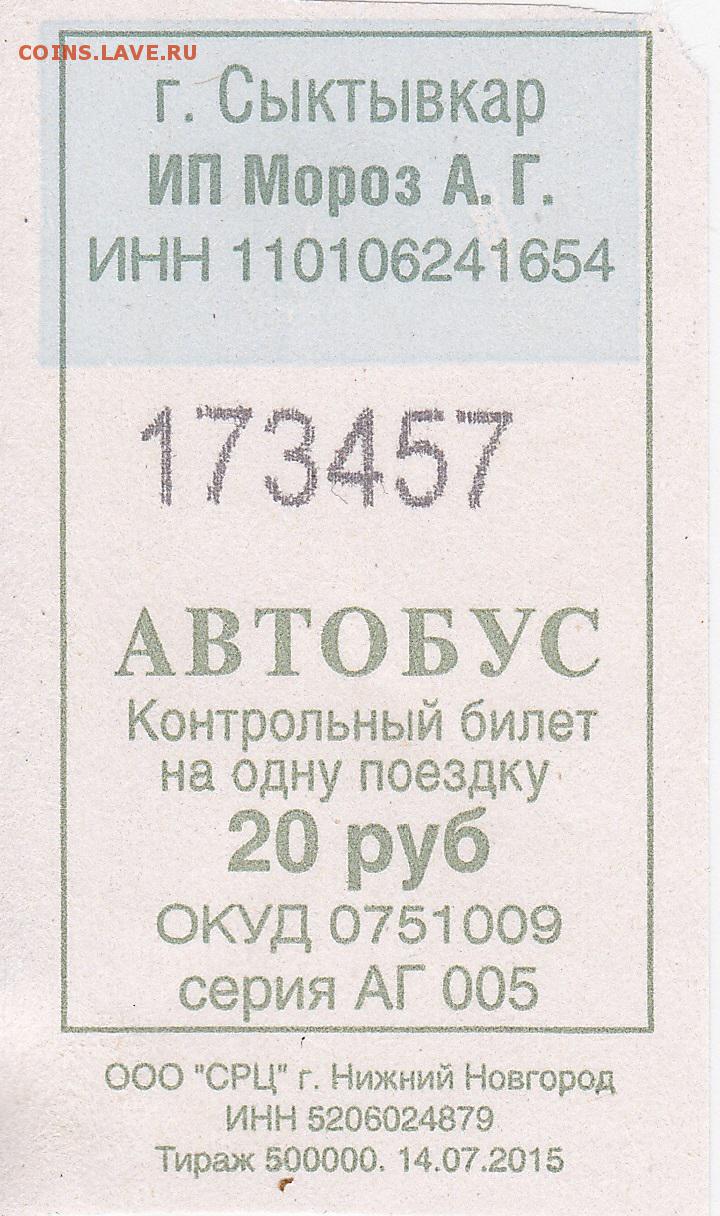 COINS.LAVE.RU
г. Сыктывкар
ИП Мороз А. Г.
ИНН 110106241654
173457
АВТОБУС
Контрольный билет
на одну поездку
20 руб
ОКУД 0751009
серия АГ 005
ООО "СРЦ" г. Нижний Новгород
ИНН 5206024879
Тираж 500000. 14.07.2015